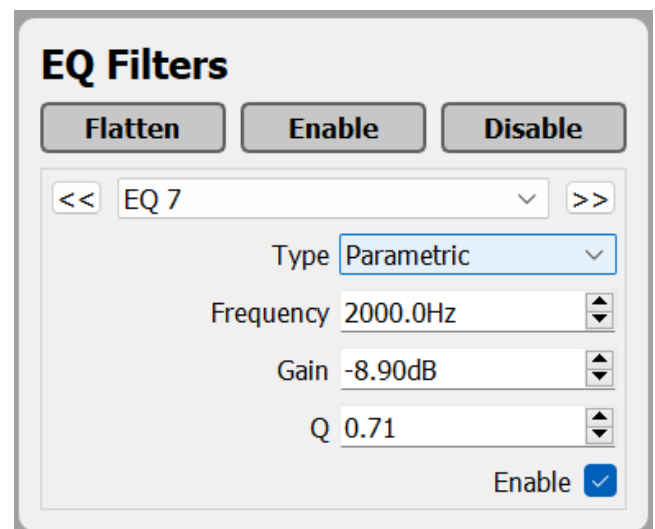 EQ Filters
Flatten Enable Disable
<< EQ 7 >>
Type Parametric
Frequency 2000.0Hz
Gain -8.90dB
Q 0.71
Enable